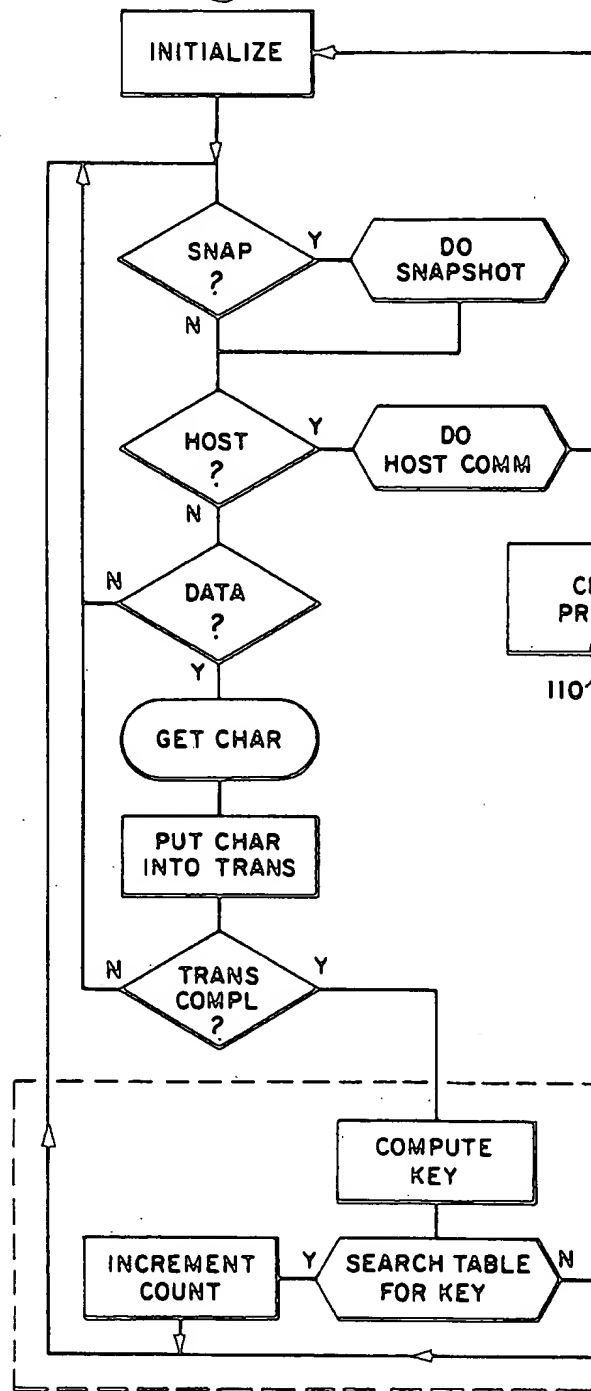 INITIALIZE
SNAP
?
Y
N
DO
SNAPSHOT
HOST
?
Y
N
DO
HOST COMM
DATA
?
N
Y
GET CHAR
110
PUT CHAR
INTO TRANS
TRANS
COMPL
?
N
Y
COMPUTE
KEY
INCREMENT
COUNT
Y
SEARCH TABLE
FOR KEY
N